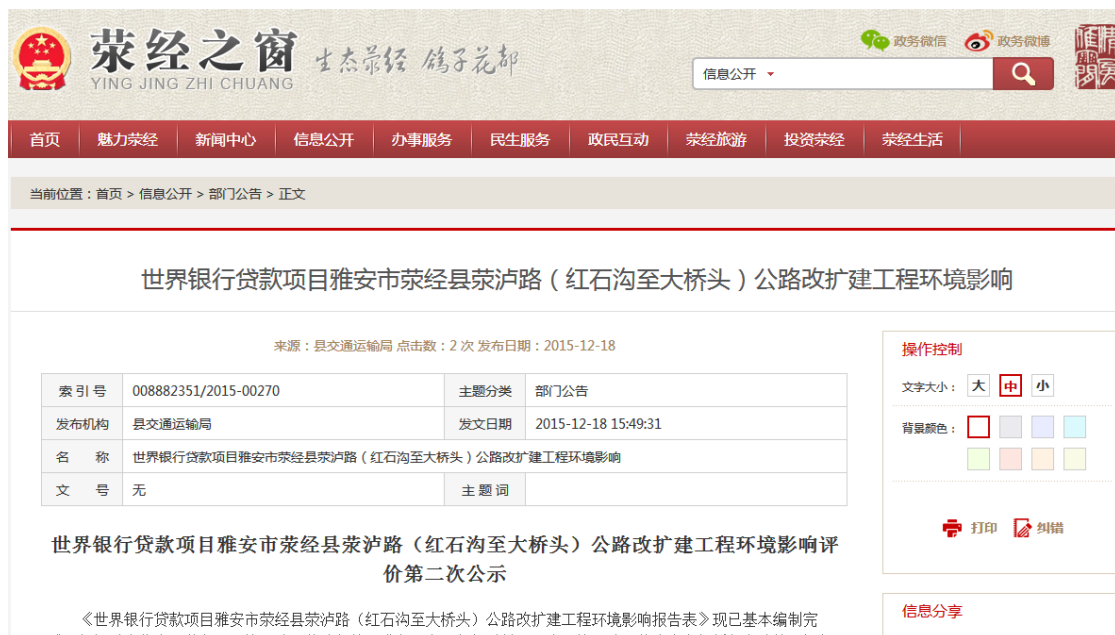 荥经之窗
YING JING ZHI CHUANG
生态荥经 鸽子花都
政务微信 政务微博
信息公开
首页 魅力荥经 新闻中心 信息公开 办事服务 民生服务 政民互动 荥经旅游 投资荥经 荥经生活
当前位置：首页 > 信息公开 > 部门公告 > 正文
世界银行贷款项目雅安市荥经县荥泸路（红石沟至大桥头）公路改扩建工程环境影响
来源：县交通运输局 点击数：2 次 发布日期：2015-12-18
索 引 号 008882351/2015-00270 主题分类 部门公告
发布机构 县交通运输局 发文日期 2015-12-18 15:49:31
名 称 世界银行贷款项目雅安市荥经县荥泸路（红石沟至大桥头）公路改扩建工程环境影响
文 号 无 主 题 词
世界银行贷款项目雅安市荥经县荥泸路（红石沟至大桥头）公路改扩建工程环境影响评
价第二次公示
《世界银行贷款项目雅安市荥经县荥泸路（红石沟至大桥头）公路改扩建工程环境影响报告表》现已基本编制完
操作控制
文字大小： 大 中 小
背景颜色：
打印 纠错
信息分享